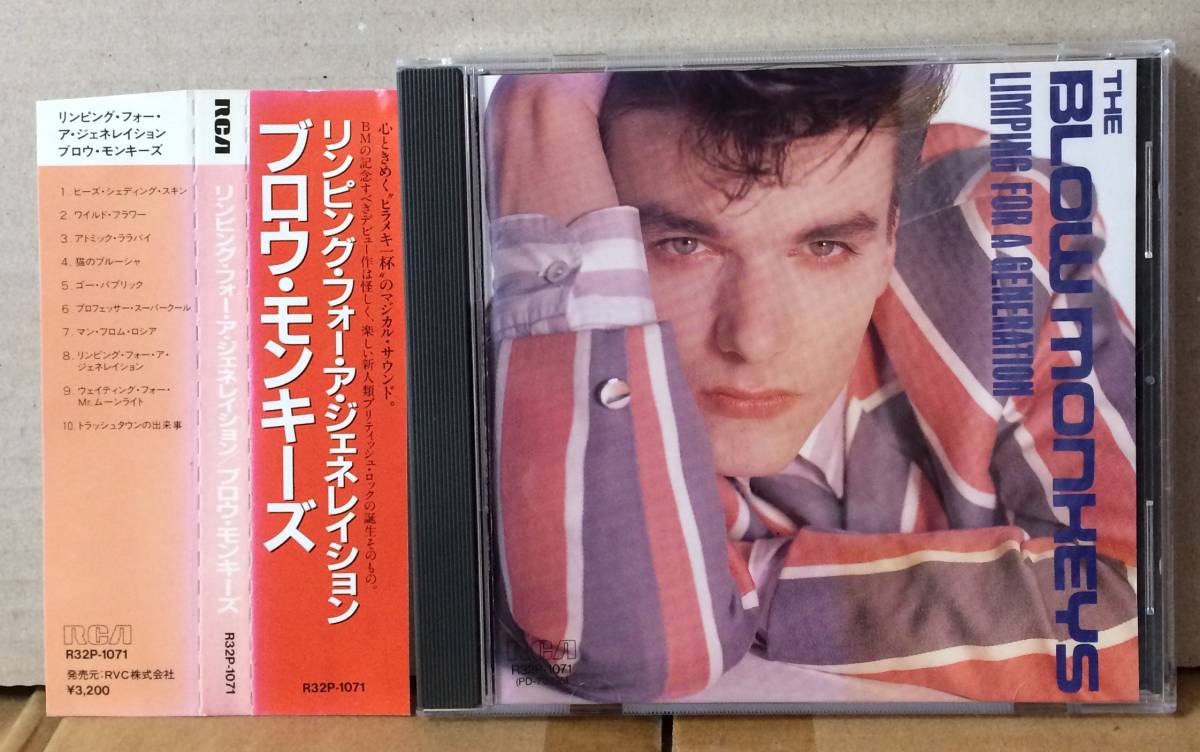 リンピング・フォー・
ア・ジェネレイション
ブロウ・モンキーズ
1 ヒーズ・シェディング・スキン
2. ワイルド・フラワー
3. アトミック・ララバイ
4. 猫のブルーシャ
5. ゴー・パブリック
6. プロフェッサー・スーパークール
7. マン・フロム・ロシア
8. リンピング・フォー・ア・
ジェネレイション
9. ウェイティング・フォー・
Mr.ムーンライト
10. トラッシュタウンの出来事
RCA
R32P-1071
発売元:RVC株式会社
¥3,200
RCA
リンピング・フォー・ア・ジェネレイション/ブロウ・モンキーズ
R32P-1071
心ときめく“ヒラメキ一杯”のマジカル・サウンド。
BMの記念すべきデビュー作は怪しく、楽しい新人類ブリティッシュ・ロックの誕生そのもの。
リンピング・フォー・ア・ジェネレイション
ブロウ・モンキーズ
R32P-1071
THE
BLOW MONKEYS
LIMPING FOR A GENERATION
RCA
R32P-1071